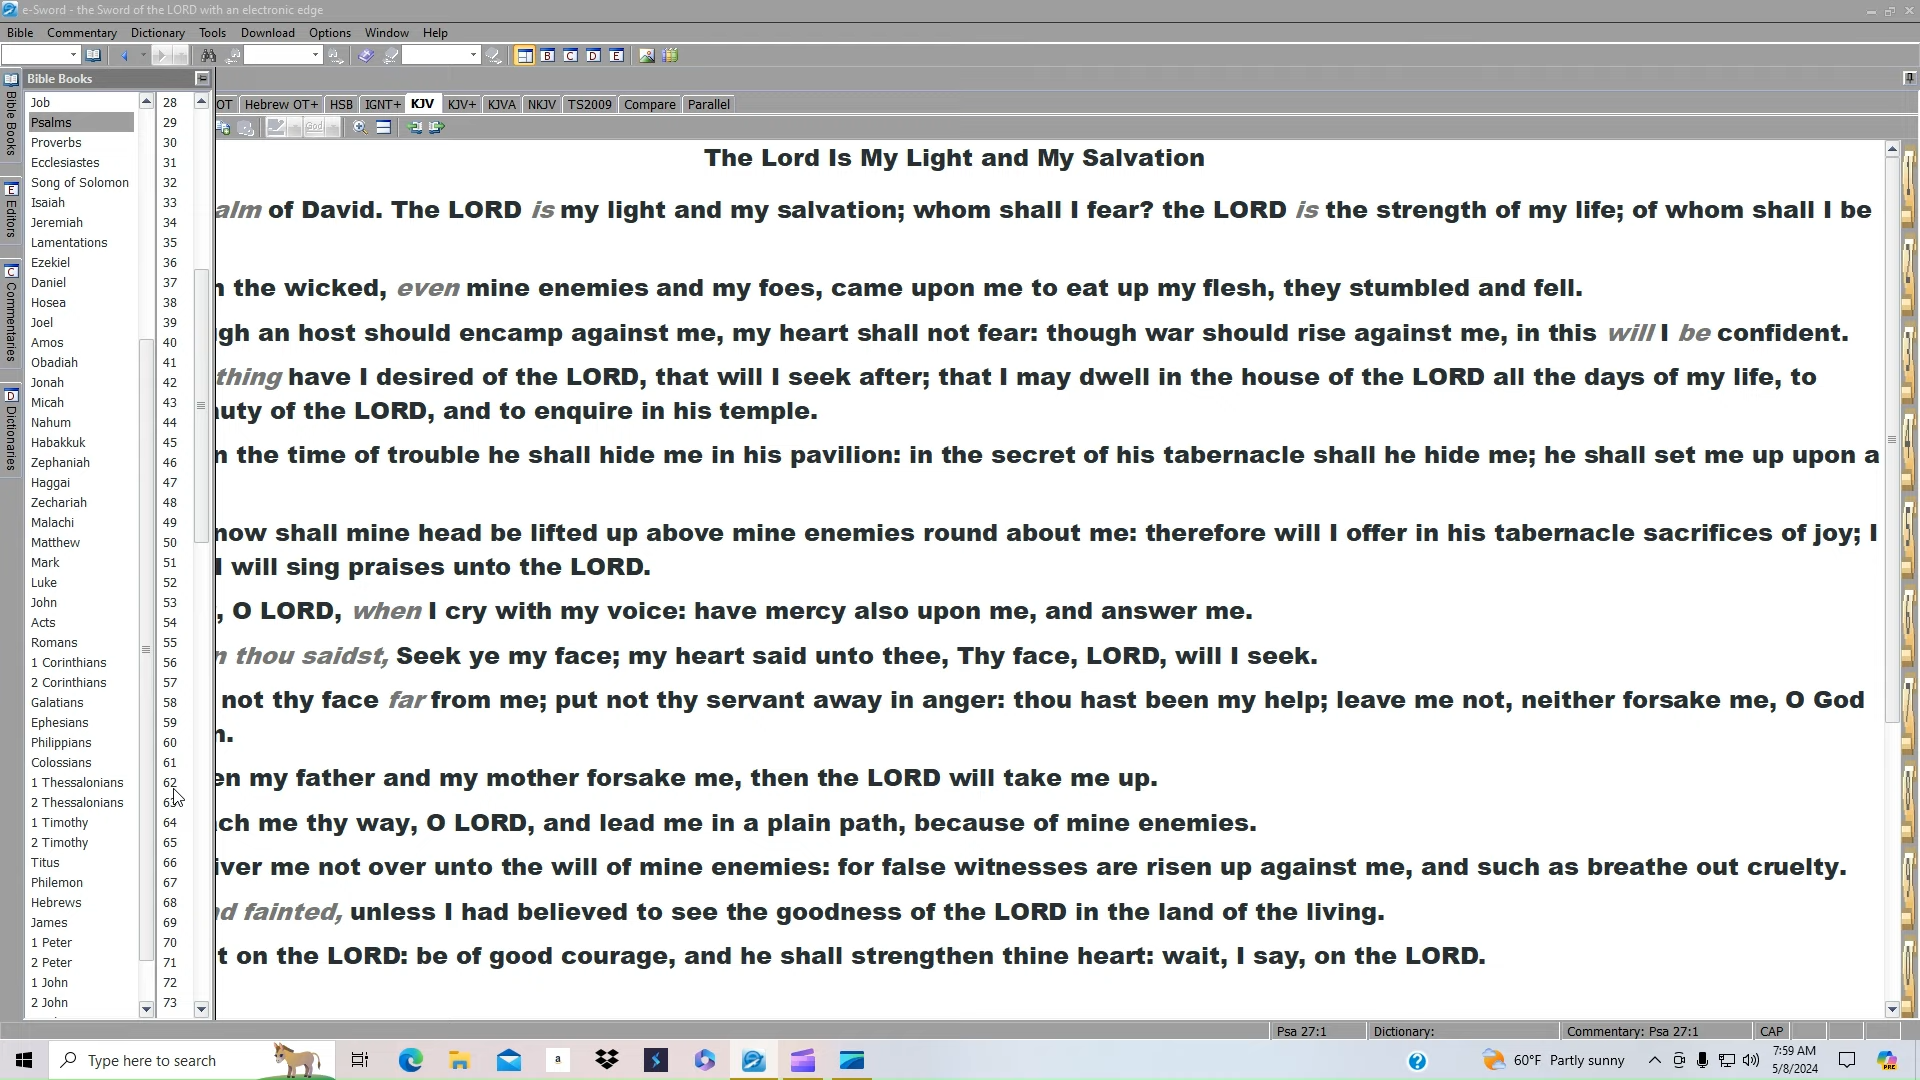 e-Sword - the Sword of the LORD with an electronic edge
Bible Commentary Dictionary Tools Download Options Window Help
B C D E
Bible Books
Bible Books
E Editors
C Commentaries
D Dictionaries
OT Hebrew OT+ HSB IGNT+ KJV KJV+ KJVA NKJV TS2009 Compare Parallel
God
Job 28
Psalms 29
Proverbs 30
Ecclesiastes 31
Song of Solomon 32
Isaiah 33
Jeremiah 34
Lamentations 35
Ezekiel 36
Daniel 37
Hosea 38
Joel 39
Amos 40
Obadiah 41
Jonah 42
Micah 43
Nahum 44
Habakkuk 45
Zephaniah 46
Haggai 47
Zechariah 48
Malachi 49
Matthew 50
Mark 51
Luke 52
John 53
Acts 54
Romans 55
1 Corinthians 56
2 Corinthians 57
Galatians 58
Ephesians 59
Philippians 60
Colossians 61
1 Thessalonians 62
2 Thessalonians 63
1 Timothy 64
2 Timothy 65
Titus 66
Philemon 67
Hebrews 68
James 69
1 Peter 70
2 Peter 71
1 John 72
2 John 73
The Lord Is My Light and My Salvation
alm of David. The LORD is my light and my salvation; whom shall I fear? the LORD is the strength of my life; of whom shall I be
n the wicked, even mine enemies and my foes, came upon me to eat up my flesh, they stumbled and fell.
gh an host should encamp against me, my heart shall not fear: though war should rise against me, in this will I be confident.
thing have I desired of the LORD, that will I seek after; that I may dwell in the house of the LORD all the days of my life, to
uty of the LORD, and to enquire in his temple.
n the time of trouble he shall hide me in his pavilion: in the secret of his tabernacle shall he hide me; he shall set me up upon a
now shall mine head be lifted up above mine enemies round about me: therefore will I offer in his tabernacle sacrifices of joy; I
I will sing praises unto the LORD.
, O LORD, when I cry with my voice: have mercy also upon me, and answer me.
n thou saidst, Seek ye my face; my heart said unto thee, Thy face, LORD, will I seek.
not thy face far from me; put not thy servant away in anger: thou hast been my help; leave me not, neither forsake me, O God
n.
en my father and my mother forsake me, then the LORD will take me up.
ch me thy way, O LORD, and lead me in a plain path, because of mine enemies.
iver me not over unto the will of mine enemies: for false witnesses are risen up against me, and such as breathe out cruelty.
ad fainted, unless I had believed to see the goodness of the LORD in the land of the living.
t on the LORD: be of good courage, and he shall strengthen thine heart: wait, I say, on the LORD.
Psa 27:1 Dictionary: Commentary: Psa 27:1 CAP
Type here to search
a
60°F Partly sunny
7:59 AM
5/8/2024
PRE